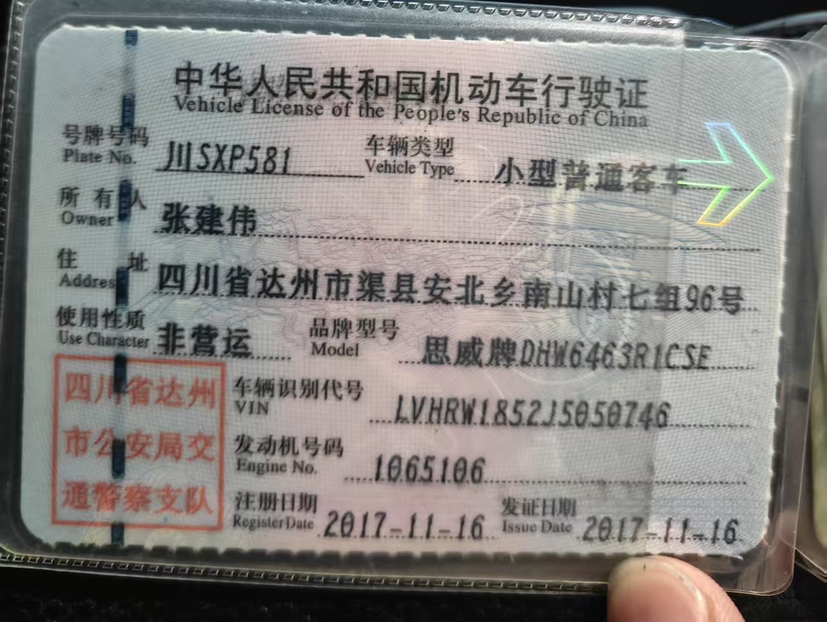 中华人民共和国机动车行驶证
Vehicle License of the People's Republic of China
号牌号码 川SXP581 车辆类型 小型普通客车
Plate No. Vehicle Type
所有人 张建伟
Owner
住址 四川省达州市渠县安北乡南山村七组96号
Address
使用性质 非营运 品牌型号 思威牌DHW6463R1CSE
Use Character Model
四川省达州 车辆识别代号 LVHRW1852J5050746
VIN
市公安局交 发动机号码 1065106
Engine No.
通警察支队 注册日期 2017-11-16 发证日期 2017-11-16
Register Date Issue Date